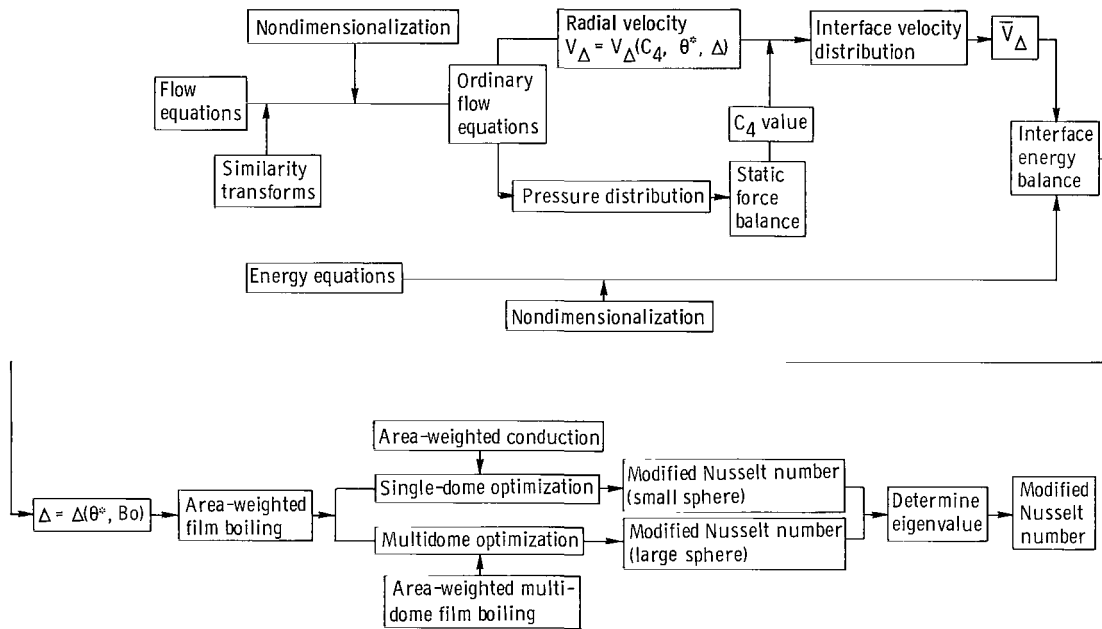 Nondimensionalization
Radial velocity
V_Δ = V_Δ(C₄, θ*, Δ)
Interface velocity
distribution
V̅_Δ
Flow
equations
Ordinary
flow
equations
C₄ value
Interface
energy
balance
Similarity
transforms
Pressure distribution
Static
force
balance
Energy equations
Nondimensionalization
Area-weighted conduction
Single-dome optimization
Modified Nusselt number
(small sphere)
Δ = Δ(θ*, Bo)
Area-weighted
film boiling
Determine
eigenvalue
Modified
Nusselt
number
Multidome optimization
Modified Nusselt number
(large sphere)
Area-weighted multi-
dome film boiling